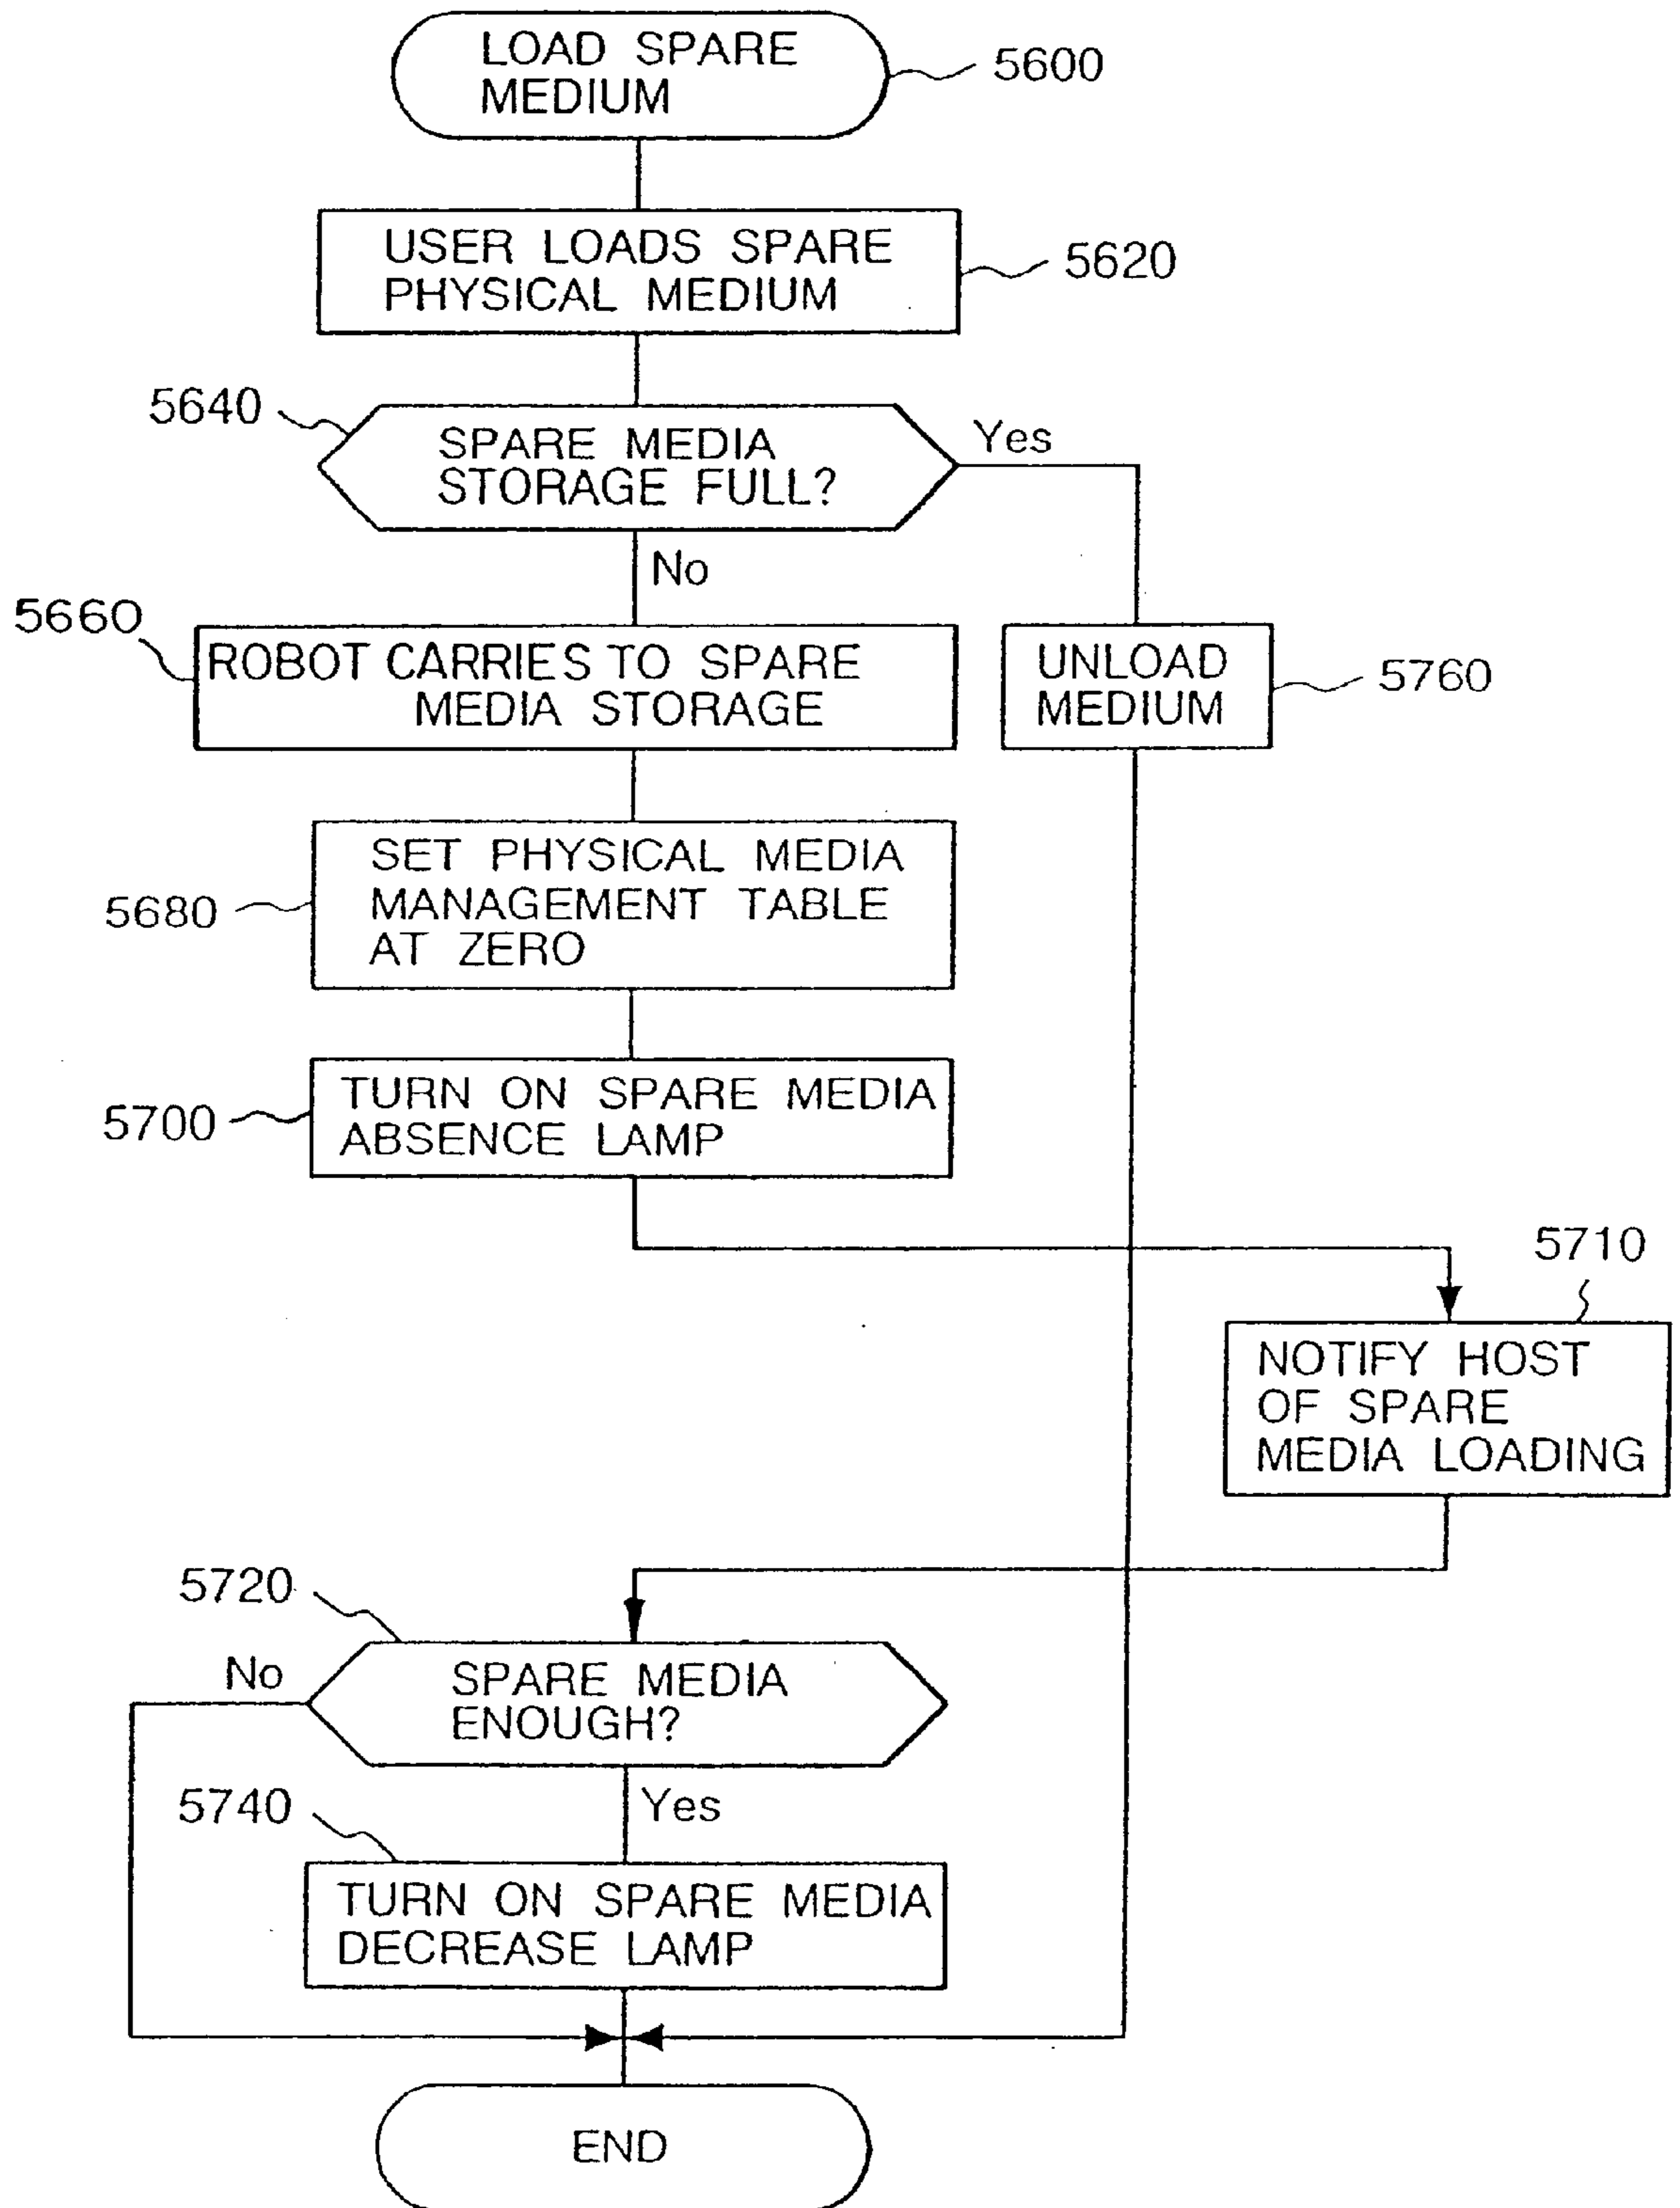 LOAD SPARE
MEDIUM
5600
USER LOADS SPARE
PHYSICAL MEDIUM
5620
5640
SPARE MEDIA
STORAGE FULL?
Yes
No
5660
ROBOT CARRIES TO SPARE
MEDIA STORAGE
UNLOAD
MEDIUM
5760
5680
SET PHYSICAL MEDIA
MANAGEMENT TABLE
AT ZERO
5700
TURN ON SPARE MEDIA
ABSENCE LAMP
5710
NOTIFY HOST
OF SPARE
MEDIA LOADING
5720
No
SPARE MEDIA
ENOUGH?
Yes
5740
TURN ON SPARE MEDIA
DECREASE LAMP
END